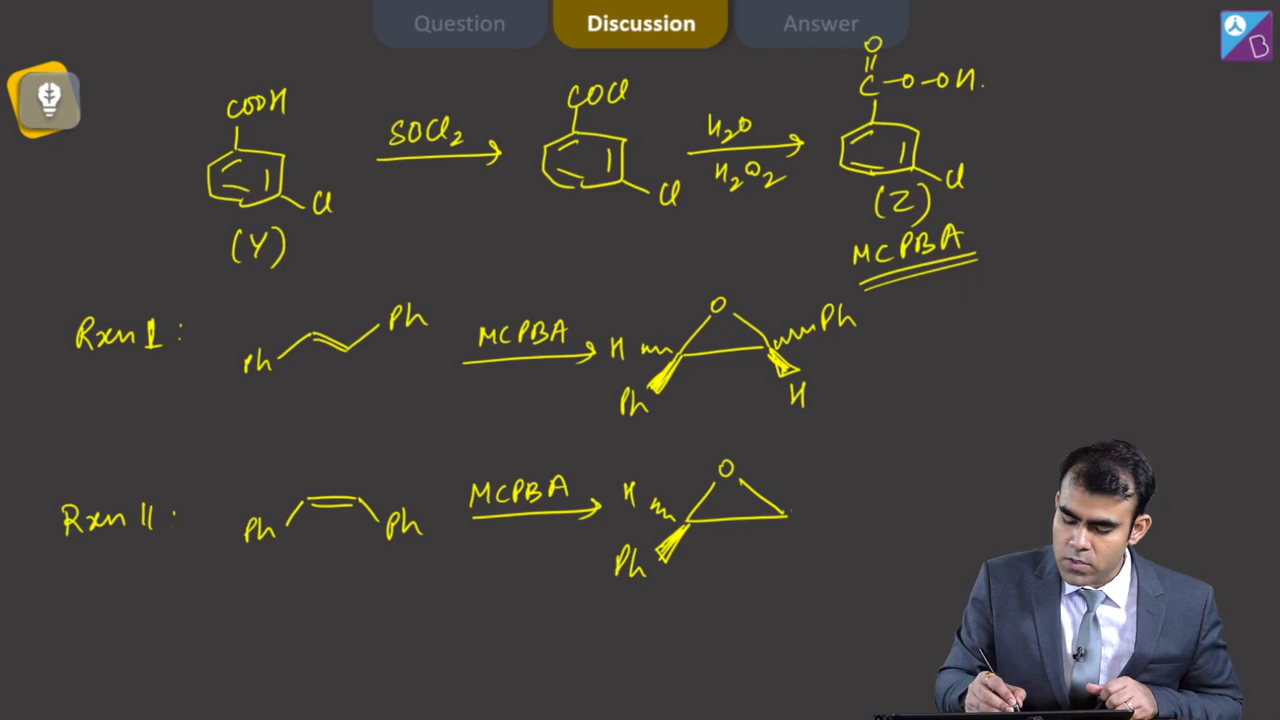 Question Discussion Answer
B
COOH SOCl2 COCl H2O H2O2 O || C-O-OH.
Cl Cl Cl
(Y) (Z)
MCPBA
Rxn I : Ph Ph MCPBA O H Ph Ph H
Rxn II : Ph Ph MCPBA O H Ph